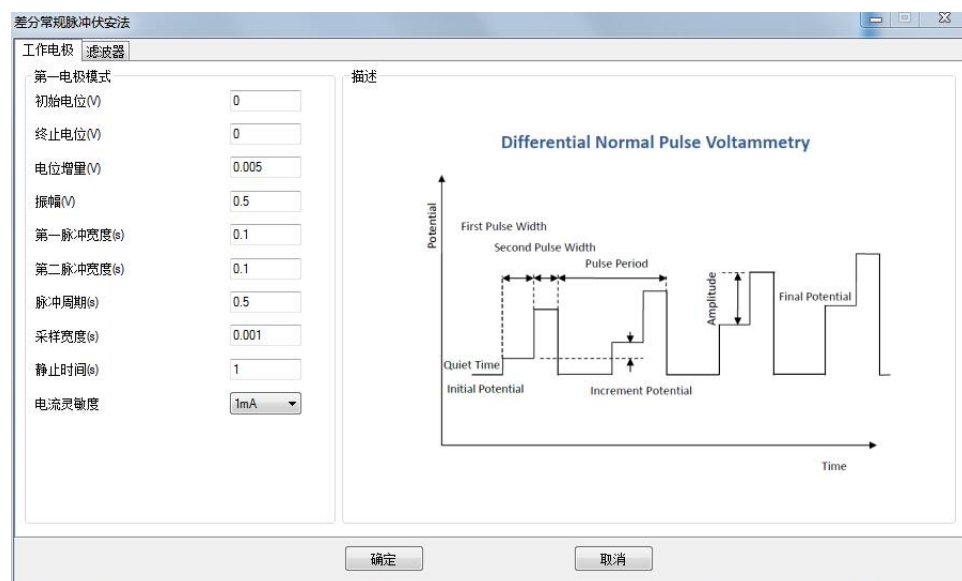 差分常规脉冲伏安法
工作电极 滤波器
第一电极模式
初始电位(V) 0
终止电位(V) 0
电位增量(V) 0.005
振幅(V) 0.5
第一脉冲宽度(s) 0.1
第二脉冲宽度(s) 0.1
脉冲周期(s) 0.5
采样宽度(s) 0.001
静止时间(s) 1
电流灵敏度 1mA
描述
Differential Normal Pulse Voltammetry
Potential
First Pulse Width
Second Pulse Width
Pulse Period
Amplitude
Final Potential
Quiet Time
Initial Potential
Increment Potential
Time
确定 取消